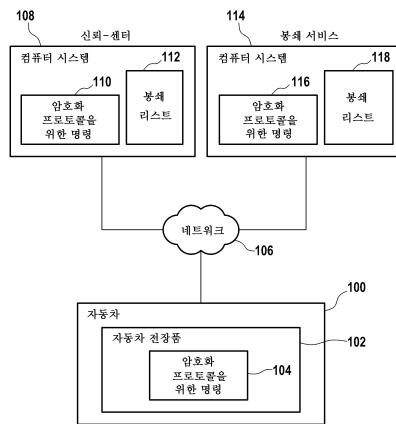 신뢰-센터
봉쇄 서비스
108
컴퓨터 시스템
110
암호화
프로토콜을
위한 명령
112
봉쇄
리스트
114
컴퓨터 시스템
116
암호화
프로토콜을
위한 명령
118
봉쇄
리스트
네트워크
106
100
자동차
102
자동차 전장품
암호화
프로토콜을
위한 명령
104